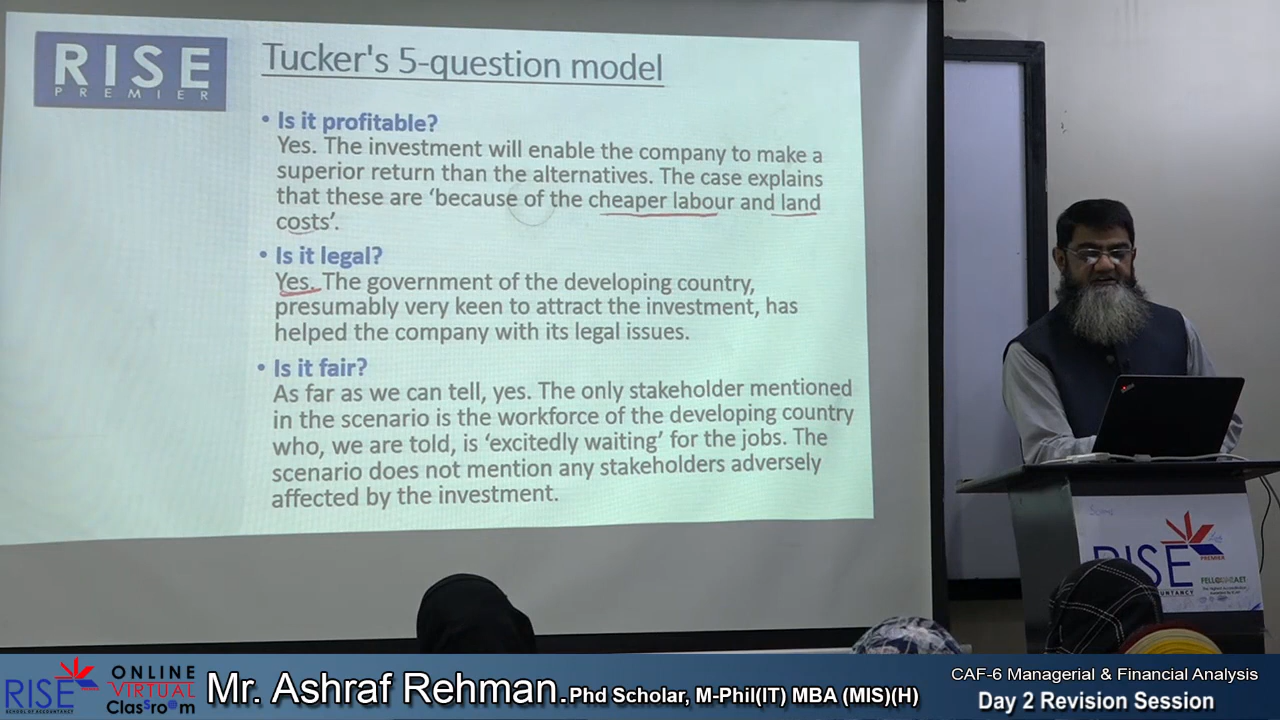 RISE
PREMIER
Tucker's 5-question model
• Is it profitable?
Yes. The investment will enable the company to make a
superior return than the alternatives. The case explains
that these are ‘because of the cheaper labour and land
costs’.
• Is it legal?
Yes. The government of the developing country,
presumably very keen to attract the investment, has
helped the company with its legal issues.
• Is it fair?
As far as we can tell, yes. The only stakeholder mentioned
in the scenario is the workforce of the developing country
who, we are told, is ‘excitedly waiting’ for the jobs. The
scenario does not mention any stakeholders adversely
affected by the investment.
RISE
PREMIER
RISE
SCHOOL OF ACCOUNTANCY
ONLINE
VIRTUAL
Classroom
Mr. Ashraf Rehman.Phd Scholar, M-Phil(IT) MBA (MIS)(H)
CAF-6 Managerial & Financial Analysis
Day 2 Revision Session